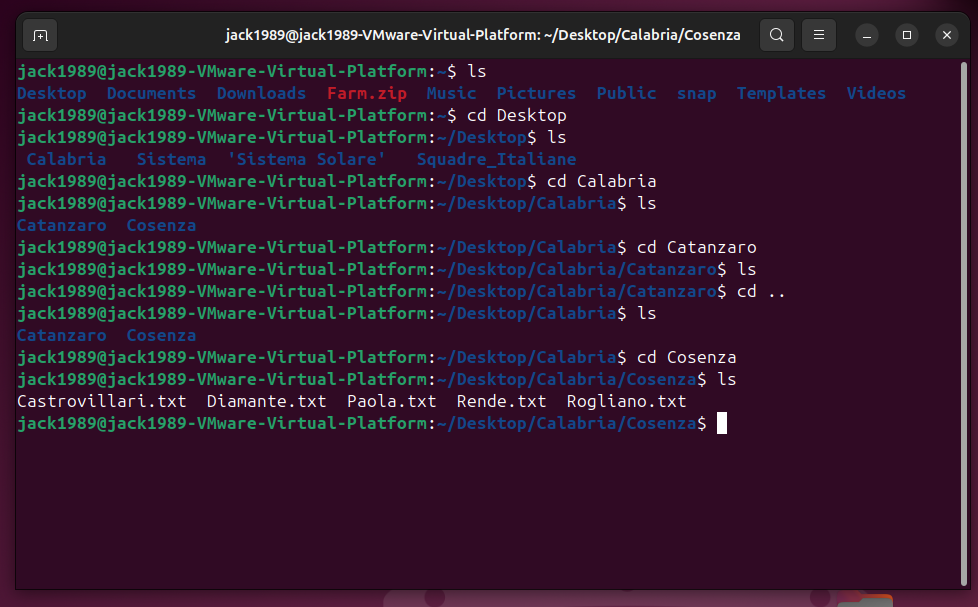 jack1989@jack1989-VMware-Virtual-Platform: ~/Desktop/Calabria/Cosenza
jack1989@jack1989-VMware-Virtual-Platform:~$ ls
Desktop  Documents  Downloads  Farm.zip  Music  Pictures  Public  snap  Templates  Videos
jack1989@jack1989-VMware-Virtual-Platform:~$ cd Desktop
jack1989@jack1989-VMware-Virtual-Platform:~/Desktop$ ls
 Calabria   Sistema  'Sistema Solare'   Squadre_Italiane
jack1989@jack1989-VMware-Virtual-Platform:~/Desktop$ cd Calabria
jack1989@jack1989-VMware-Virtual-Platform:~/Desktop/Calabria$ ls
Catanzaro  Cosenza
jack1989@jack1989-VMware-Virtual-Platform:~/Desktop/Calabria$ cd Catanzaro
jack1989@jack1989-VMware-Virtual-Platform:~/Desktop/Calabria/Catanzaro$ ls
jack1989@jack1989-VMware-Virtual-Platform:~/Desktop/Calabria/Catanzaro$ cd ..
jack1989@jack1989-VMware-Virtual-Platform:~/Desktop/Calabria$ ls
Catanzaro  Cosenza
jack1989@jack1989-VMware-Virtual-Platform:~/Desktop/Calabria$ cd Cosenza
jack1989@jack1989-VMware-Virtual-Platform:~/Desktop/Calabria/Cosenza$ ls
Castrovillari.txt  Diamante.txt  Paola.txt  Rende.txt  Rogliano.txt
jack1989@jack1989-VMware-Virtual-Platform:~/Desktop/Calabria/Cosenza$